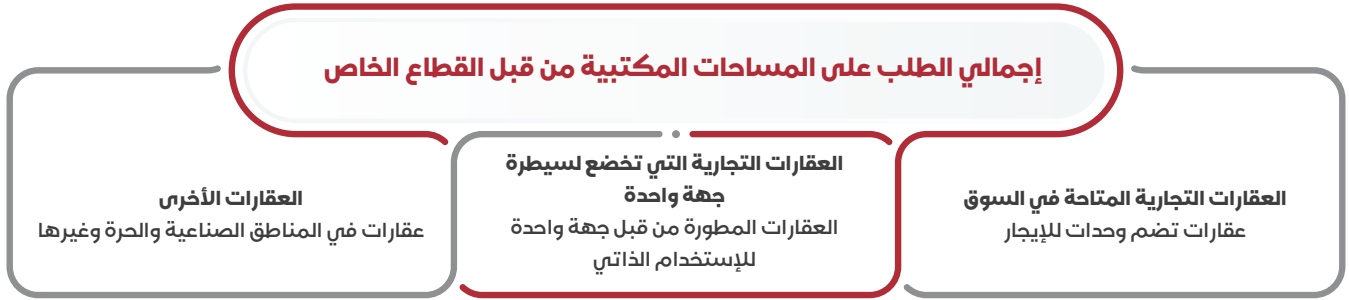 إجمالي الطلب على المساحات المكتبية من قبل القطاع الخاص
العقارات التجارية المتاحة في السوق
عقارات تضم وحدات للإيجار
العقارات التجارية التي تخضع لسيطرة
جهة واحدة
العقارات المطورة من قبل جهة واحدة
للإستخدام الذاتي
العقارات الأخرى
عقارات في المناطق الصناعية والحرة وغيرها